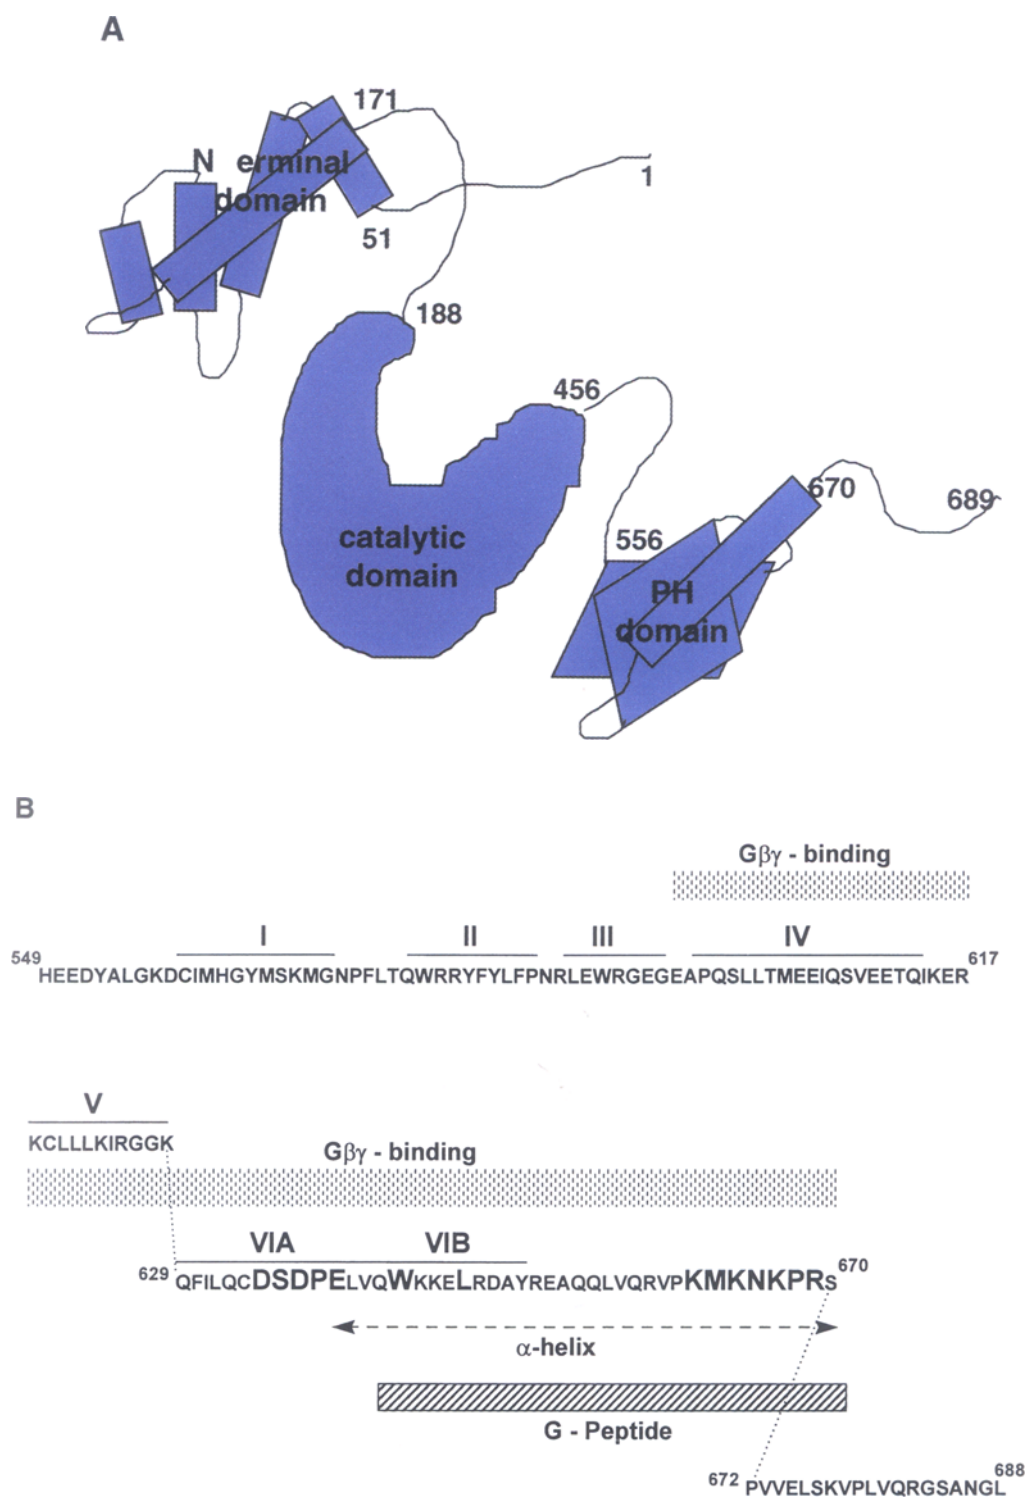 A
171
N erminal
domain
1
51
188
456
670
689
556
catalytic
domain
PH
domain
B
Gβγ - binding
I II III IV
549 HEEDYALGKDCIMHGYMSKMGNPFLTQWRRYFYLFPNRLEWRGEGEAPQSLLTMEEIQSVEETQIKER 617
V
KCLLLKIRGGK
Gβγ - binding
VIA VIB
629 QFILQCDSDPELVQWKKELRDAYREAQQLVQRVPKMKNKPRS 670
α-helix
G - Peptide
672 PVVELSKVPLVQRGSANGL 688